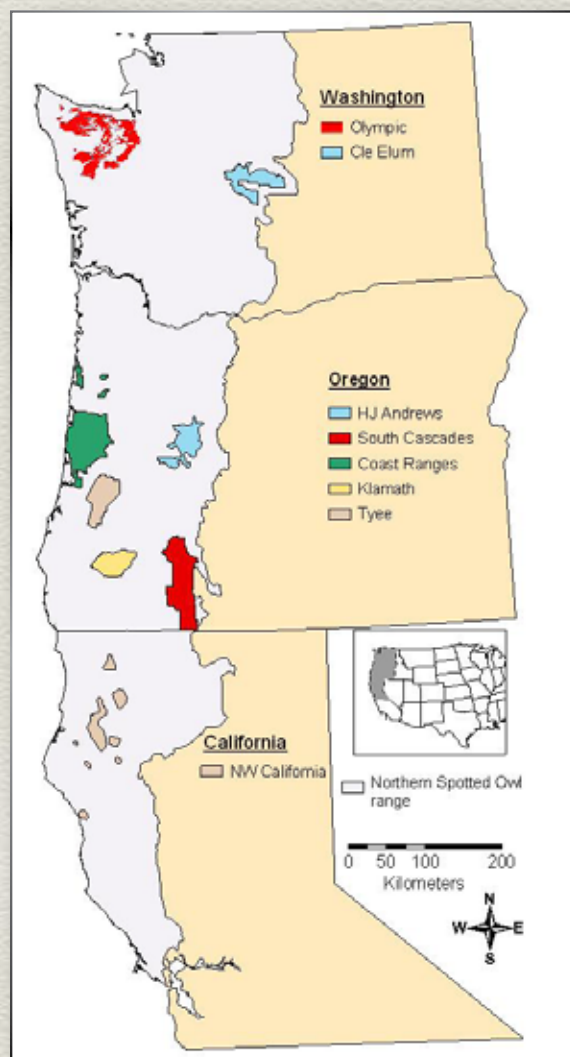 Washington
Olympic
Cle Elum
Oregon
HJ Andrews
South Cascades
Coast Ranges
Klamath
Tyee
California
NW California
Northern Spotted Owl
range
0 50 100 200
Kilometers
N
W E
S